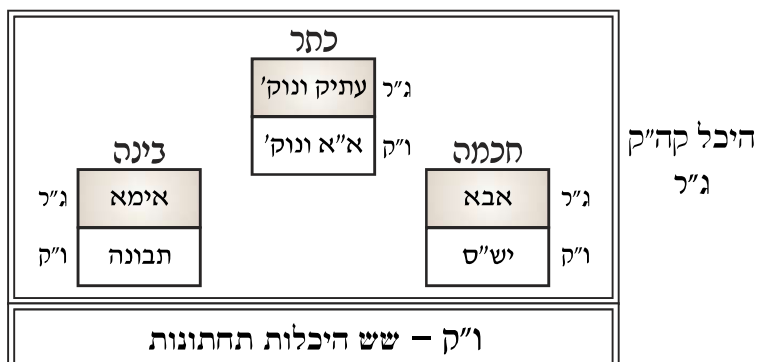 כתר
עתיק ונוק' ג"ר
א"א ונוק' ו"ק
חכמה
אבא ג"ר
יש"ס ו"ק
בינה
אימא ג"ר
תבונה ו"ק
היכל קה"ק
ג"ר
ו"ק – שש היכלות תחתונות